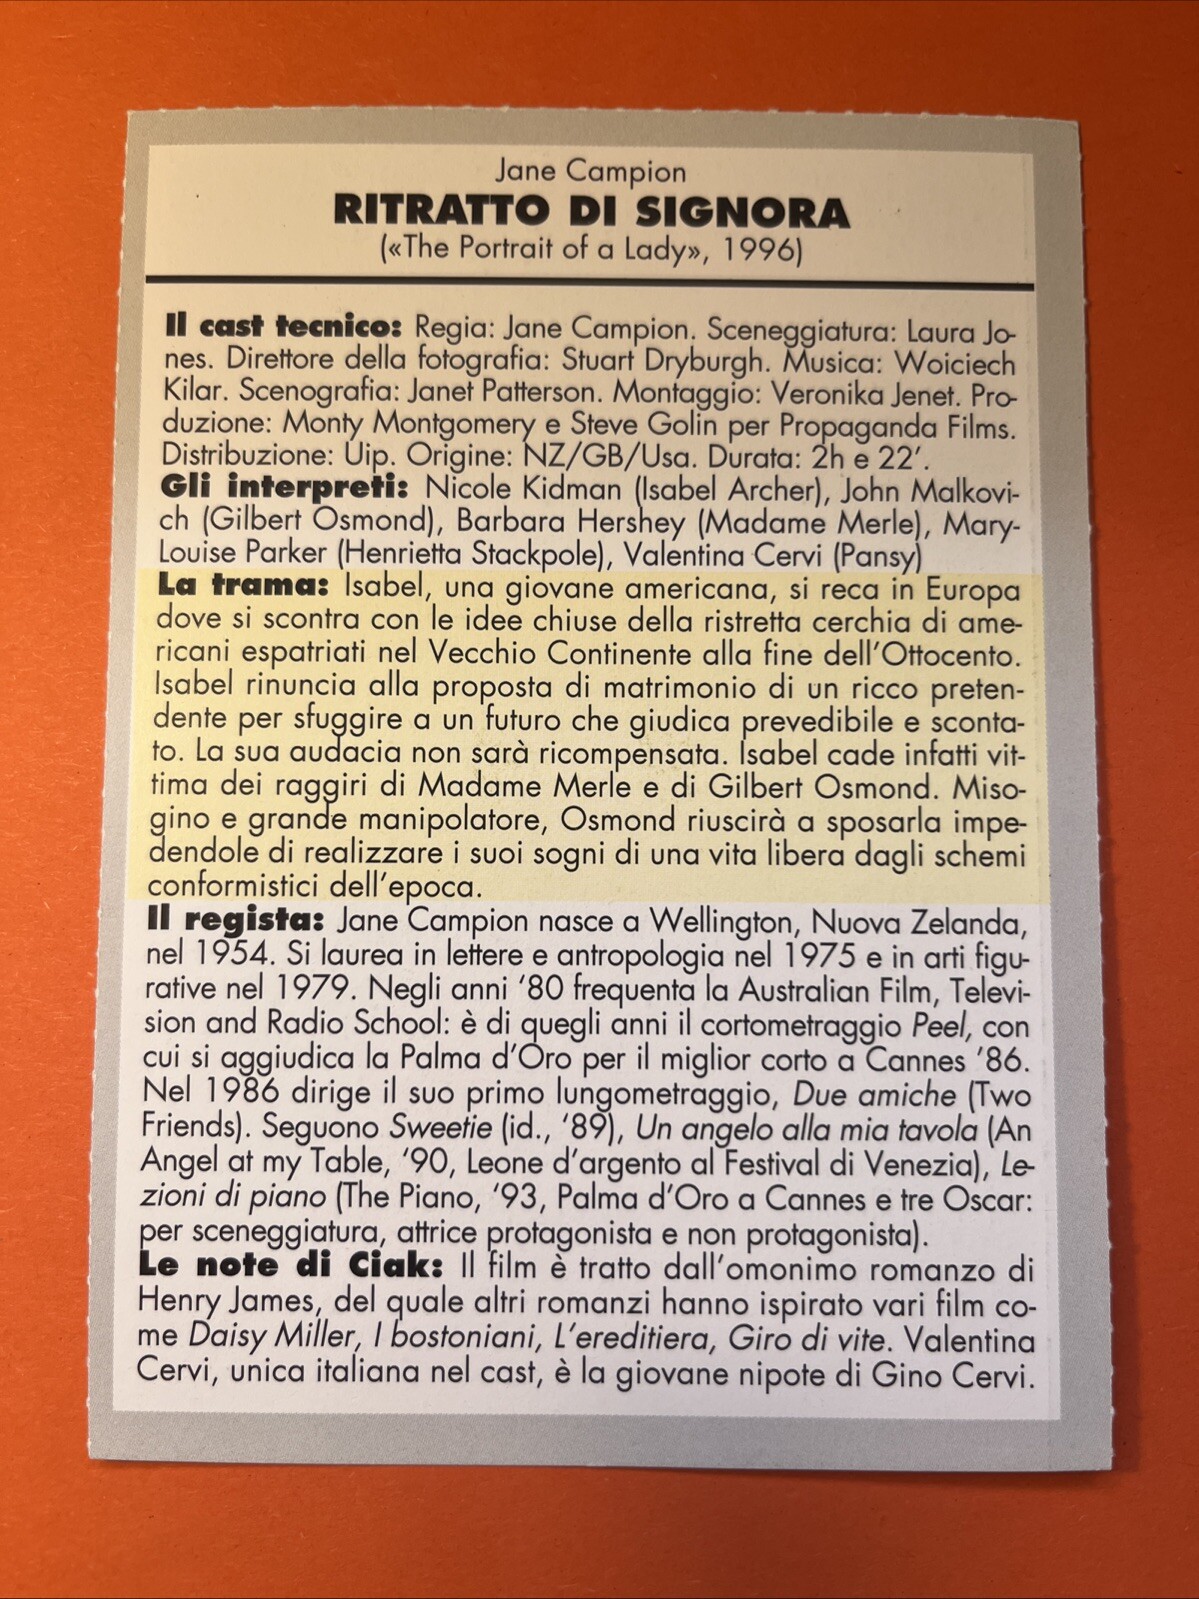 Jane Campion
RITRATTO DI SIGNORA
(«The Portrait of a Lady», 1996)
Il cast tecnico: Regia: Jane Campion. Sceneggiatura: Laura Jo-
nes. Direttore della fotografia: Stuart Dryburgh. Musica: Woiciech
Kilar. Scenografia: Janet Patterson. Montaggio: Veronika Jenet. Pro-
duzione: Monty Montgomery e Steve Golin per Propaganda Films.
Distribuzione: Uip. Origine: NZ/GB/Usa. Durata: 2h e 22'.
Gli interpreti: Nicole Kidman (Isabel Archer), John Malkovi-
ch (Gilbert Osmond), Barbara Hershey (Madame Merle), Mary-
Louise Parker (Henrietta Stackpole), Valentina Cervi (Pansy)
La trama: Isabel, una giovane americana, si reca in Europa
dove si scontra con le idee chiuse della ristretta cerchia di ame-
ricani espatriati nel Vecchio Continente alla fine dell'Ottocento.
Isabel rinuncia alla proposta di matrimonio di un ricco preten-
dente per sfuggire a un futuro che giudica prevedibile e sconta-
to. La sua audacia non sarà ricompensata. Isabel cade infatti vit-
tima dei raggiri di Madame Merle e di Gilbert Osmond. Miso-
gino e grande manipolatore, Osmond riuscirà a sposarla impe-
dendole di realizzare i suoi sogni di una vita libera dagli schemi
conformistici dell'epoca.
Il regista: Jane Campion nasce a Wellington, Nuova Zelanda,
nel 1954. Si laurea in lettere e antropologia nel 1975 e in arti figu-
rative nel 1979. Negli anni '80 frequenta la Australian Film, Televi-
sion and Radio School: è di quegli anni il cortometraggio Peel, con
cui si aggiudica la Palma d'Oro per il miglior corto a Cannes '86.
Nel 1986 dirige il suo primo lungometraggio, Due amiche (Two
Friends). Seguono Sweetie (id., '89), Un angelo alla mia tavola (An
Angel at my Table, '90, Leone d'argento al Festival di Venezia), Le-
zioni di piano (The Piano, '93, Palma d'Oro a Cannes e tre Oscar:
per sceneggiatura, attrice protagonista e non protagonista).
Le note di Ciak: Il film è tratto dall'omonimo romanzo di
Henry James, del quale altri romanzi hanno ispirato vari film co-
me Daisy Miller, I bostoniani, L'ereditiera, Giro di vite. Valentina
Cervi, unica italiana nel cast, è la giovane nipote di Gino Cervi.